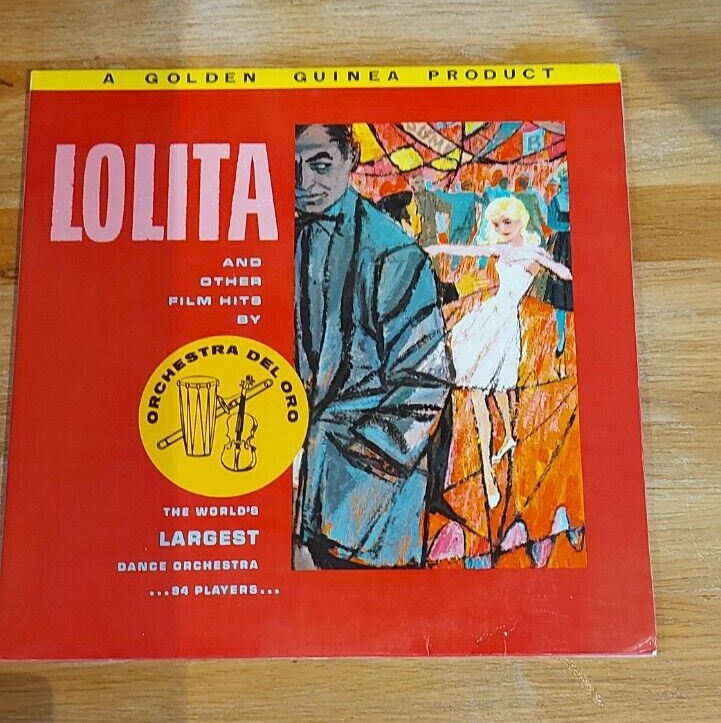 A GOLDEN GUINEA PRODUCT
LOLITA
AND
OTHER
FILM HITS
BY
ORCHESTRA DEL ORO
THE WORLD'S
LARGEST
DANCE ORCHESTRA
...94 PLAYERS...